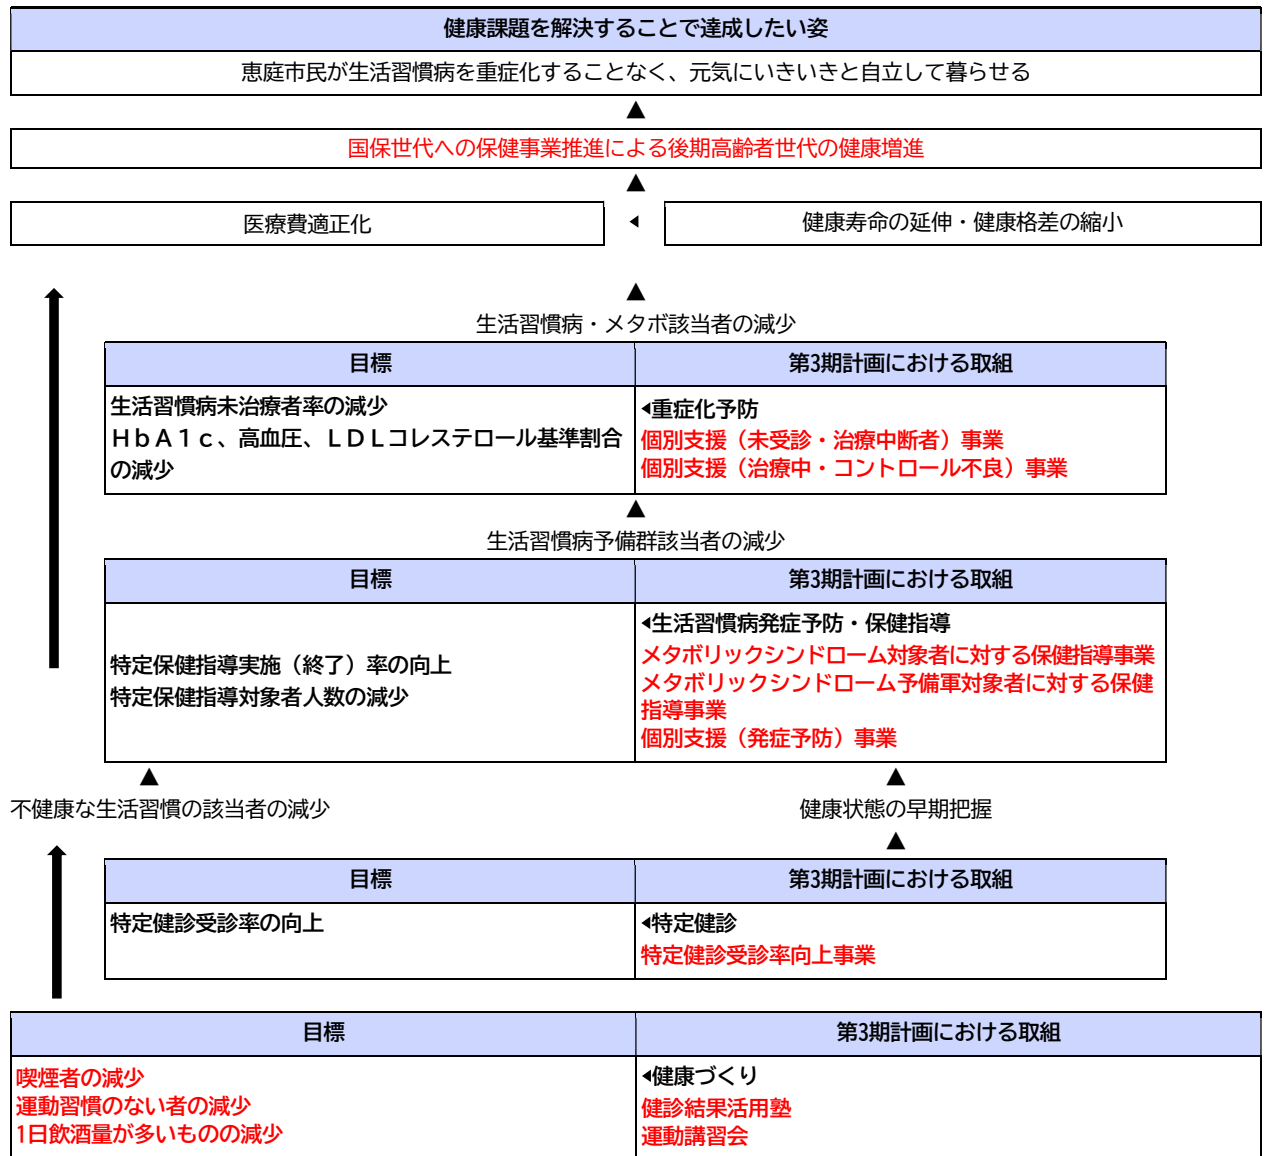 健康課題を解決することで達成したい姿
恵庭市民が生活習慣病を重症化することなく、元気にいきいきと自立して暮らせる
▲
国保世代への保健事業推進による後期高齢者世代の健康増進
▲
医療費適正化
◀
健康寿命の延伸・健康格差の縮小
▲
生活習慣病・メタボ該当者の減少
目標
第3期計画における取組
生活習慣病未治療者率の減少
ＨｂＡ１ｃ、高血圧、ＬＤＬコレステロール基準割合
の減少
◀重症化予防
個別支援（未受診・治療中断者）事業
個別支援（治療中・コントロール不良）事業
▲
生活習慣病予備群該当者の減少
目標
第3期計画における取組
特定保健指導実施（終了）率の向上
特定保健指導対象者人数の減少
◀生活習慣病発症予防・保健指導
メタボリックシンドローム対象者に対する保健指導事業
メタボリックシンドローム予備軍対象者に対する保健
指導事業
個別支援（発症予防）事業
▲
不健康な生活習慣の該当者の減少
▲
健康状態の早期把握
▲
目標
第3期計画における取組
特定健診受診率の向上
◀特定健診
特定健診受診率向上事業
目標
第3期計画における取組
喫煙者の減少
運動習慣のない者の減少
1日飲酒量が多いものの減少
◀健康づくり
健診結果活用塾
運動講習会